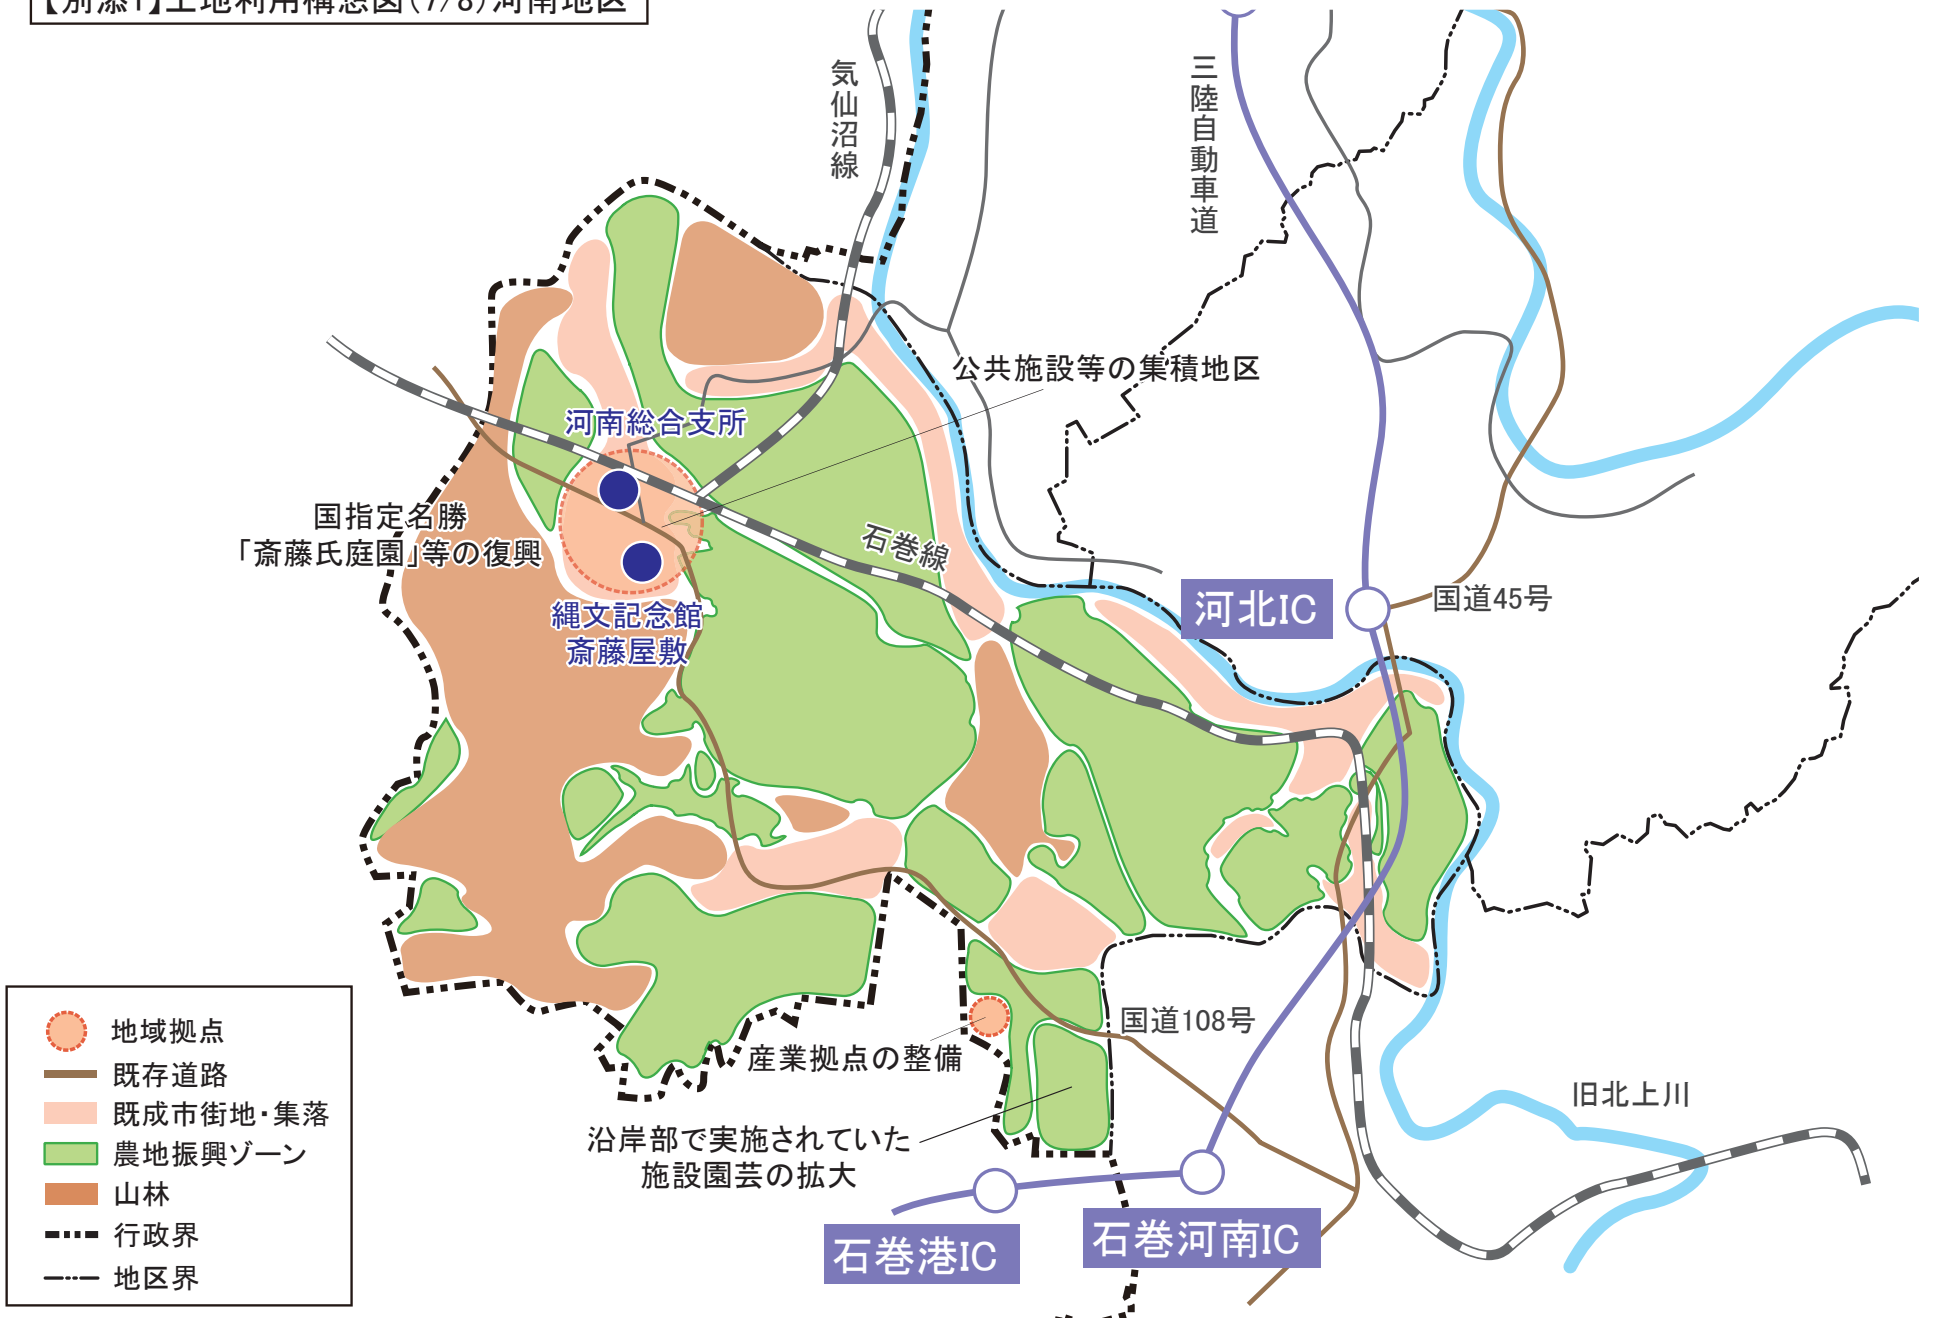 【別添1】土地利用構想図(7/8)河南地区
気仙沼線
三陸自動車道
公共施設等の集積地区
河南総合支所
国指定名勝
「斎藤氏庭園」等の復興
石巻線
縄文記念館
斎藤屋敷
河北IC
国道45号
国道108号
産業拠点の整備
旧北上川
沿岸部で実施されていた
施設園芸の拡大
石巻港IC
石巻河南IC
地域拠点
既存道路
既成市街地・集落
農地振興ゾーン
山林
行政界
地区界